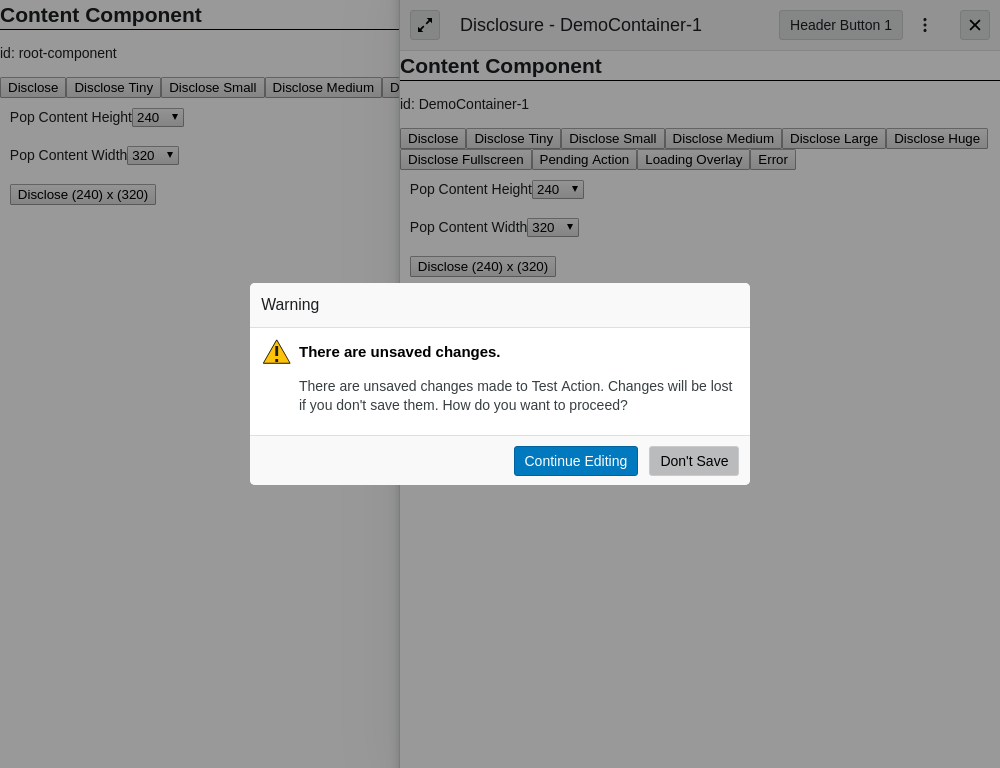 Content Component
id: root-component
Disclose Disclose Tiny Disclose Small Disclose Medium D
Pop Content Height 240
Pop Content Width 320
Disclose (240) x (320)
Disclosure - DemoContainer-1 Header Button 1
Content Component
id: DemoContainer-1
Disclose Disclose Tiny Disclose Small Disclose Medium Disclose Large Disclose Huge
Disclose Fullscreen Pending Action Loading Overlay Error
Pop Content Height 240
Pop Content Width 320
Disclose (240) x (320)
Warning
There are unsaved changes.
There are unsaved changes made to Test Action. Changes will be lost
if you don't save them. How do you want to proceed?
Continue Editing Don't Save